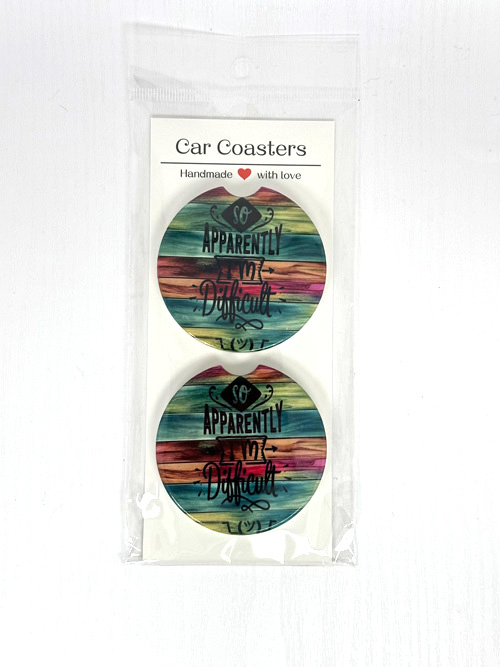 Car Coasters
Handmade ❤ with love
SO
APPARENTLY
I'M
Difficult
SO
APPARENTLY
I'M
Difficult